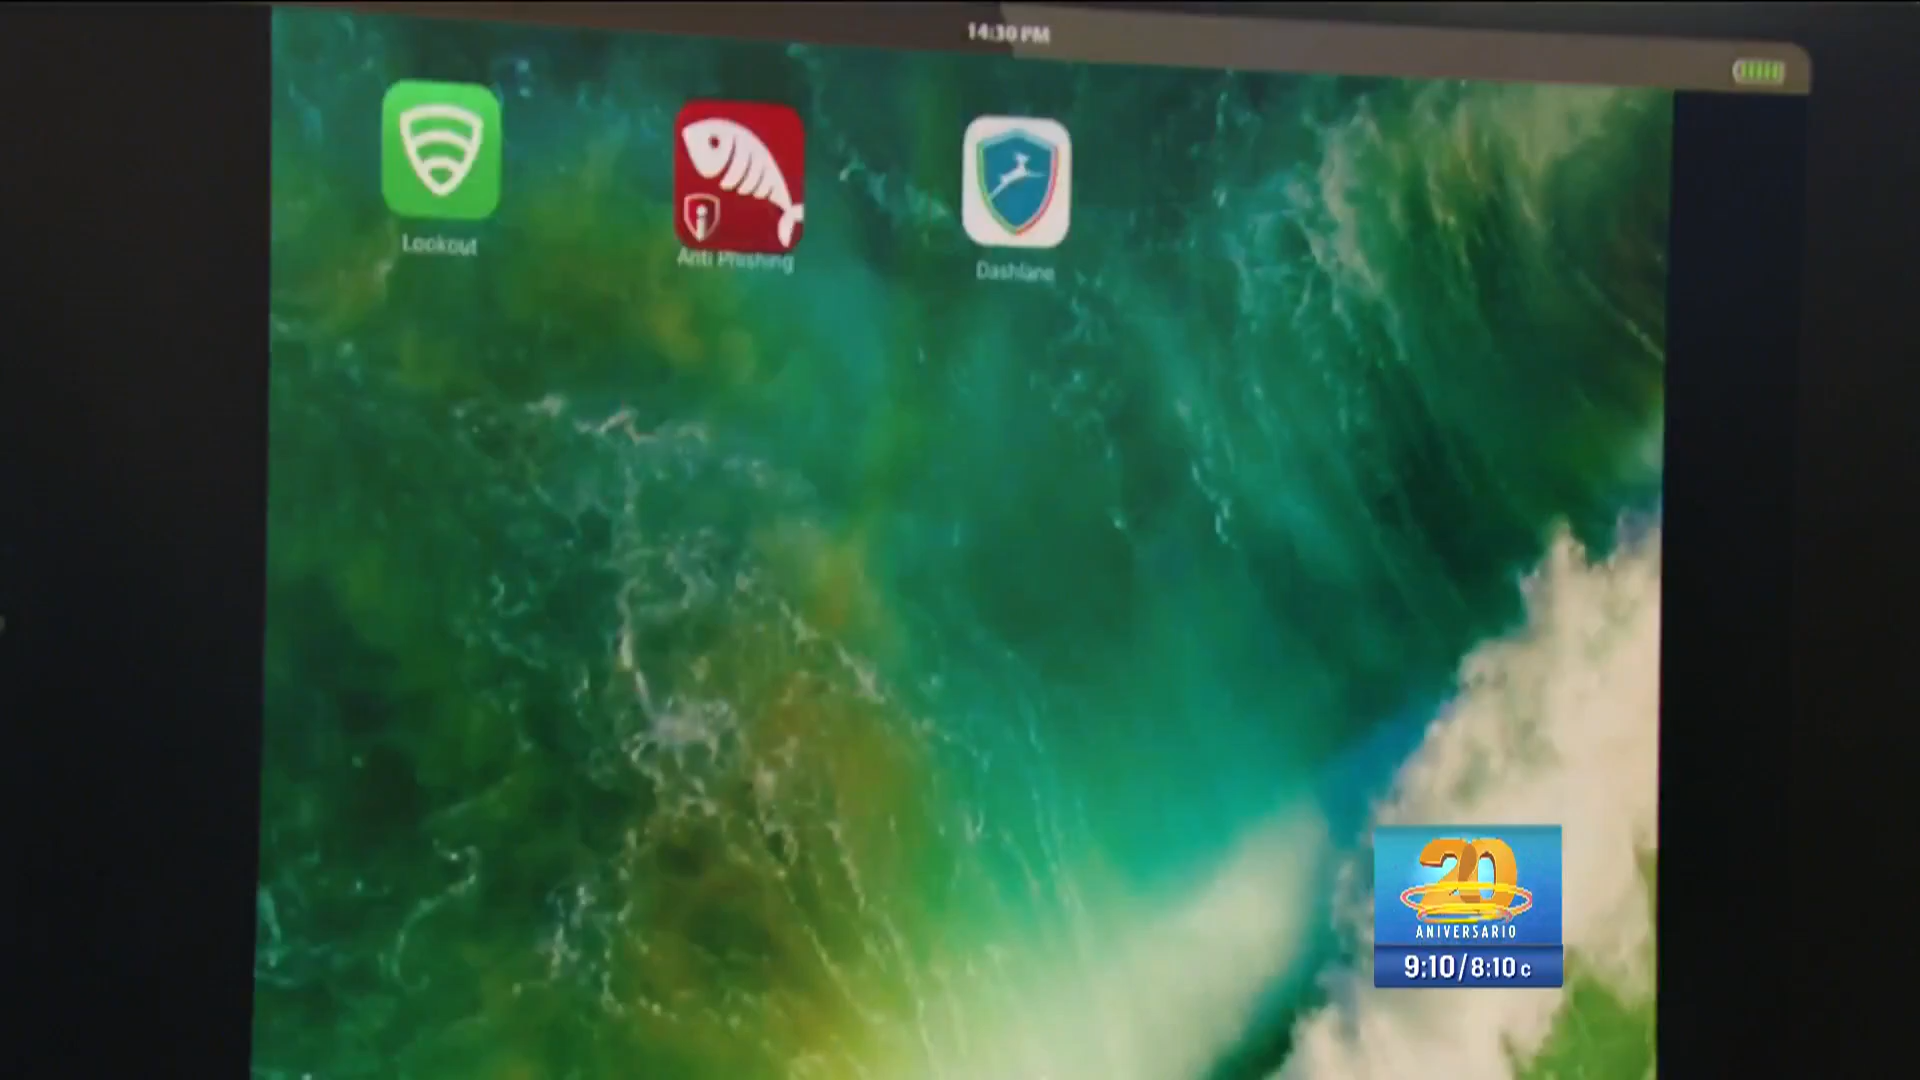 14:30 PM
Lookout
Anti Phishing
Dashlane
20
ANIVERSARIO
9:10/8:10 c